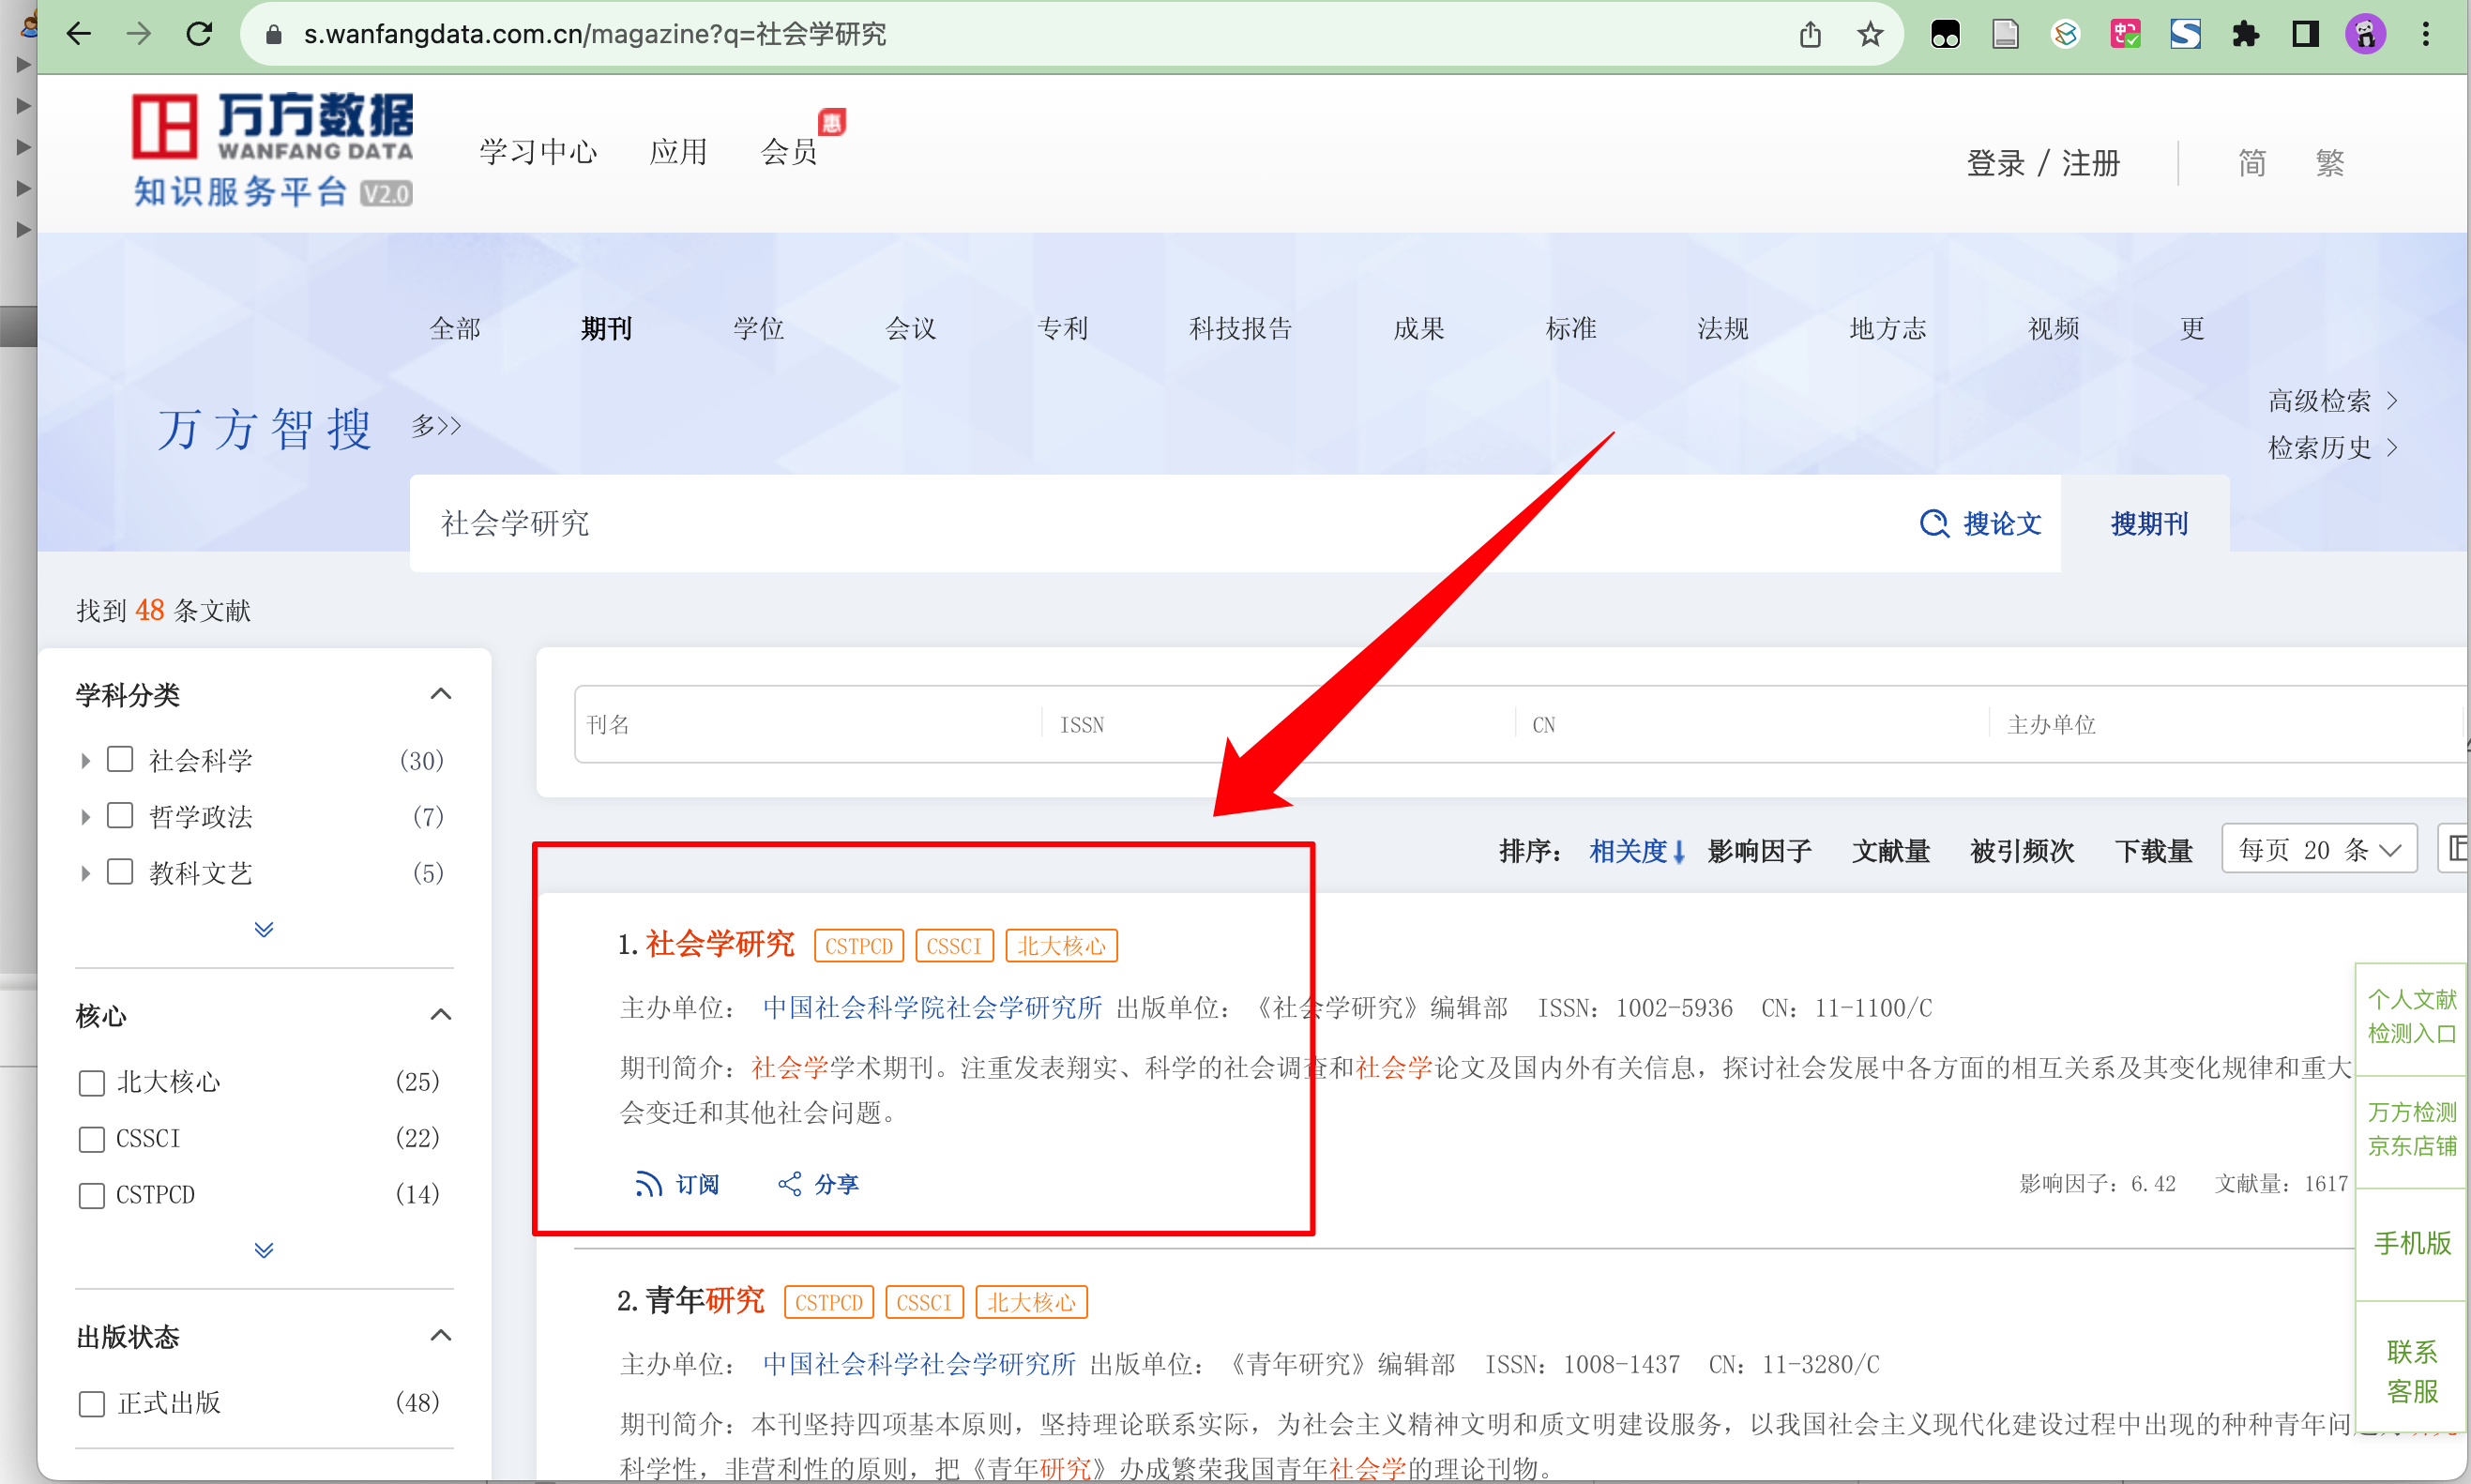 s.wanfangdata.com.cn/magazine?q=社会学研究
万方数据
WANFANG DATA
知识服务平台 V2.0
学习中心 应用 会员 惠
登录 / 注册 简 繁
全部 期刊 学位 会议 专利 科技报告 成果 标准 法规 地方志 视频 更
多>>
万方智搜
高级检索 >
检索历史 >
社会学研究 搜论文 搜期刊
找到 48 条文献
学科分类
社会科学 (30)
哲学政法 (7)
教科文艺 (5)
核心
北大核心 (25)
CSSCI (22)
CSTPCD (14)
出版状态
正式出版 (48)
刊名 ISSN CN 主办单位
排序： 相关度 影响因子 文献量 被引频次 下载量 每页 20 条
1. 社会学研究 CSTPCD CSSCI 北大核心
主办单位： 中国社会科学院社会学研究所 出版单位：《社会学研究》编辑部 ISSN：1002-5936 CN：11-1100/C
期刊简介：社会学学术期刊。注重发表翔实、科学的社会调查和社会学论文及国内外有关信息，探讨社会发展中各方面的相互关系及其变化规律和重大
会变迁和其他社会问题。
订阅 分享
影响因子：6.42 文献量：1617
2. 青年研究 CSTPCD CSSCI 北大核心
主办单位： 中国社会科学社会学研究所 出版单位：《青年研究》编辑部 ISSN：1008-1437 CN：11-3280/C
期刊简介：本刊坚持四项基本原则，坚持理论联系实际，为社会主义精神文明和质文明建设服务，以我国社会主义现代化建设过程中出现的种种青年问
科学性，非营利性的原则，把《青年研究》办成繁荣我国青年社会学的理论刊物。
个人文献
检测入口
万方检测
京东店铺
手机版
联系
客服